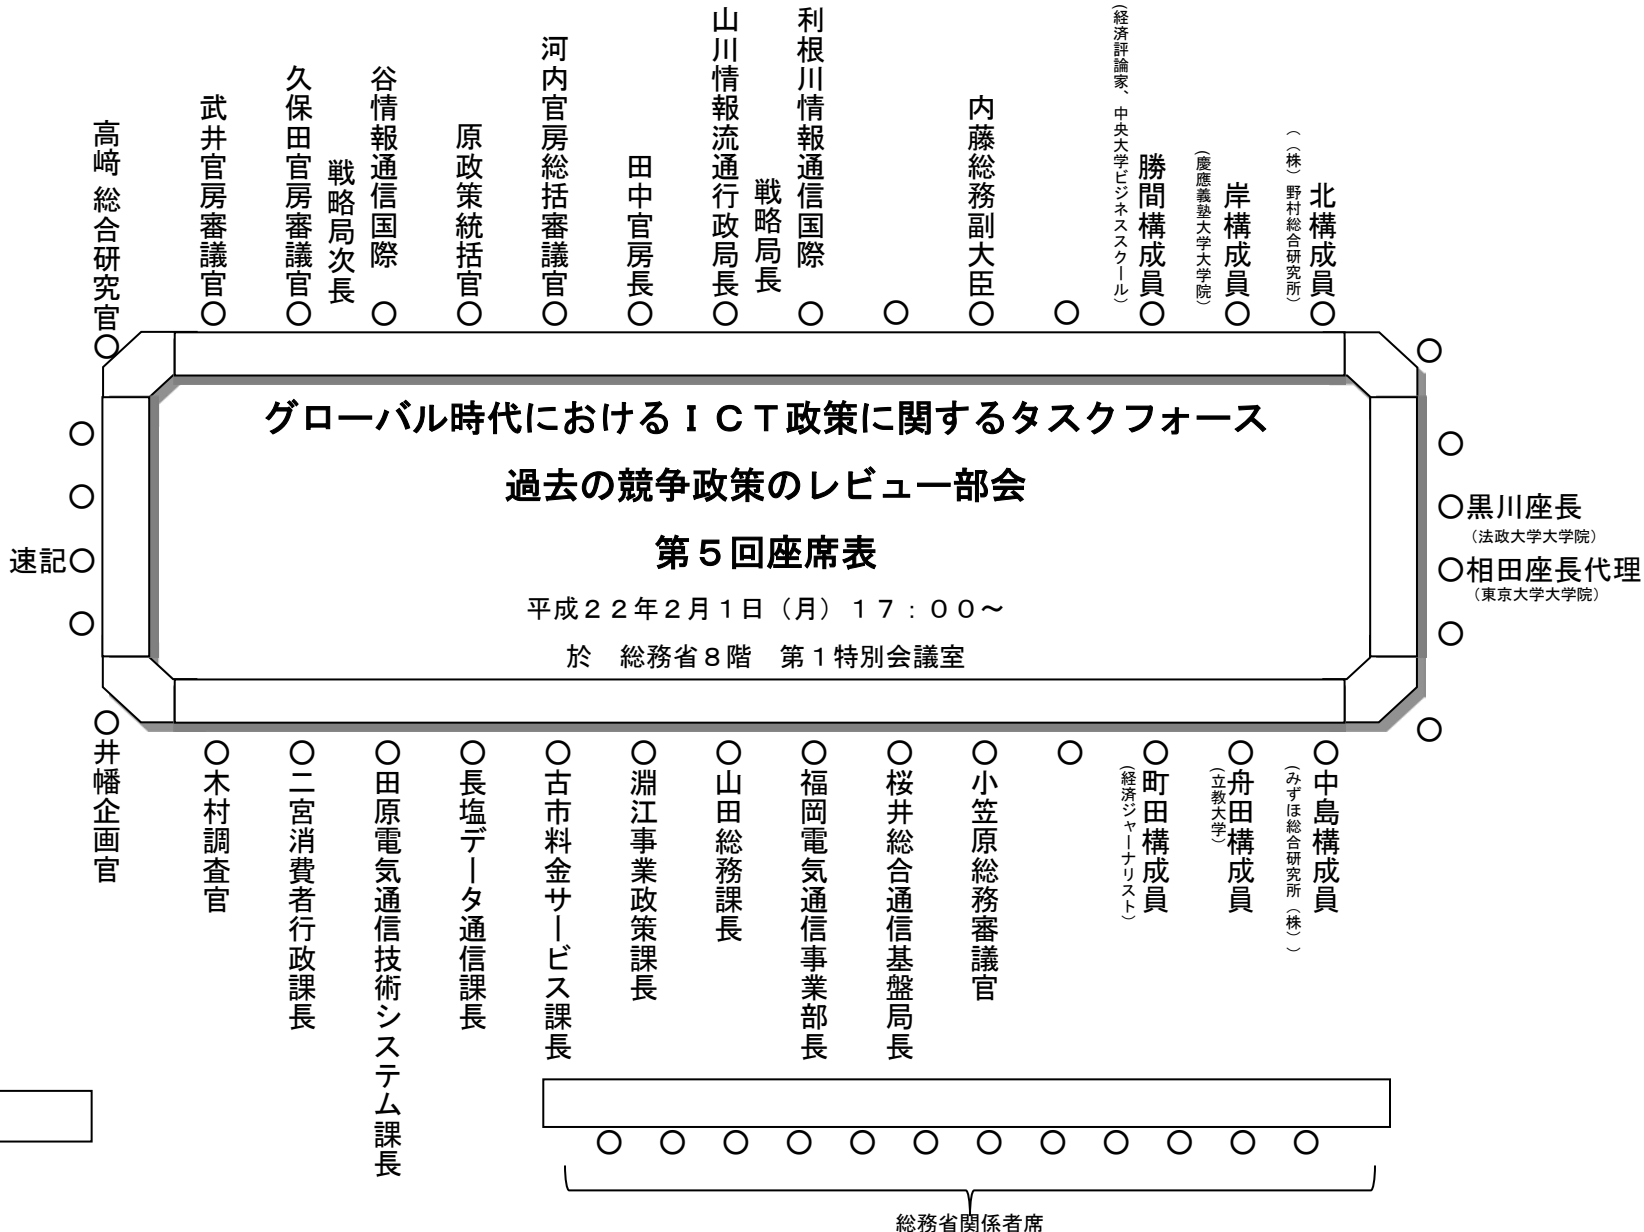 高﨑 総合研究官
武井官房審議官
久保田官房審議官
谷情報通信国際
戦略局次長
原政策統括官
河内官房総括審議官
田中官房長
山川情報流通行政局長
利根川情報通信国際
戦略局長
内藤総務副大臣
勝間構成員
(経済評論家、中央大学ビジネススクール)
岸構成員
(慶應義塾大学大学院)
北構成員
(（株）野村総合研究所)
グローバル時代におけるＩＣＴ政策に関するタスクフォース
過去の競争政策のレビュー部会
第５回座席表
平成２２年２月１日（月）１７：００～
於　総務省８階　第１特別会議室
速記
黒川座長
(法政大学大学院)
相田座長代理
(東京大学大学院)
井幡企画官
木村調査官
二宮消費者行政課長
田原電気通信技術システム課長
長塩データ通信課長
古市料金サービス課長
淵江事業政策課長
山田総務課長
福岡電気通信事業部長
桜井総合通信基盤局長
小笠原総務審議官
町田構成員
(経済ジャーナリスト)
舟田構成員
(立教大学)
中島構成員
(みずほ総合研究所（株）)
総務省関係者席